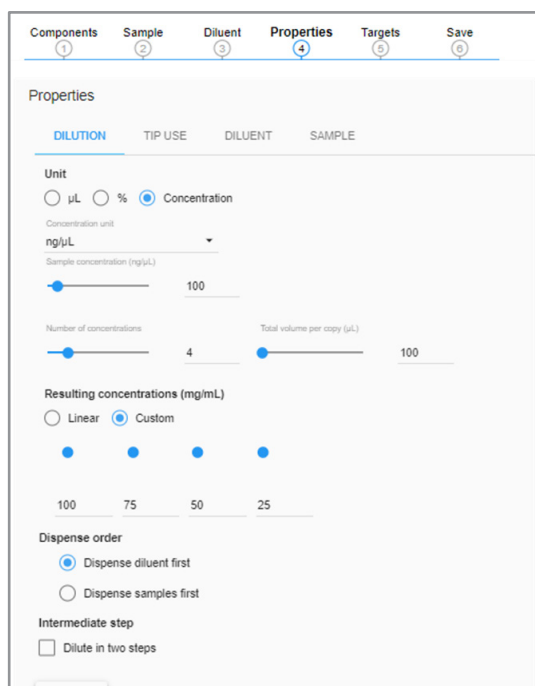 Components Sample Diluent Properties Targets Save
1 2 3 4 5 6
Properties
DILUTION TIP USE DILUENT SAMPLE
Unit
µL % Concentration
Concentration unit
ng/µL
Sample concentration (ng/µL)
100
Number of concentrations Total volume per copy (µL)
4 100
Resulting concentrations (mg/mL)
Linear Custom
100 75 50 25
Dispense order
Dispense diluent first
Dispense samples first
Intermediate step
Dilute in two steps